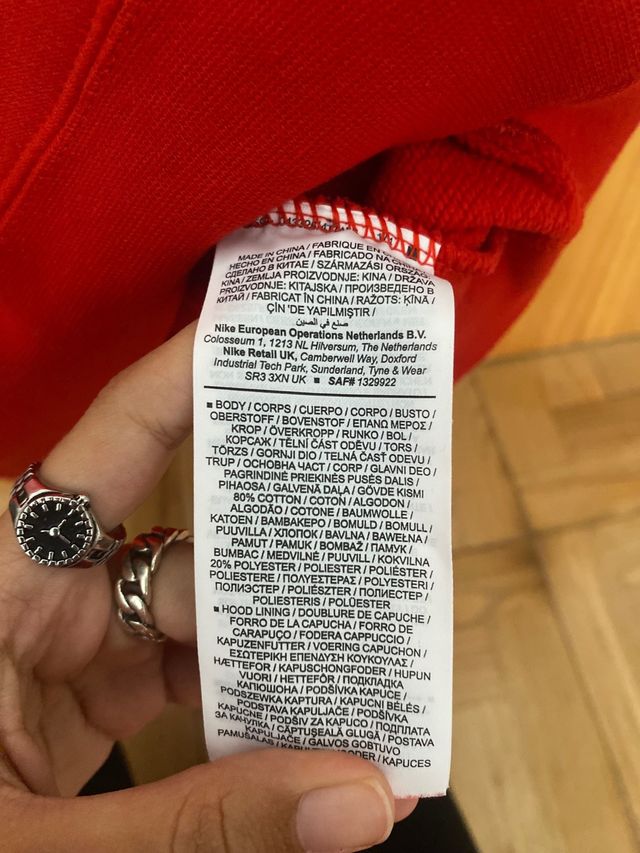 MADE IN CHINA / FABRIQUE EN
HECHO EN CHINA / FABRICADO NA
СДЕЛАНО В КИТАЕ / SZÁRMAZÁSI ORSZÁG
KINA / ZEMLJA PROIZVODNJE: KINA / DRŽAVA
PROIZVODNJE: KITAJSKA / ПРОИЗВЕДЕНО В
КИТАЙ / FABRICAT ÎN CHINA / RAŽOTS: ĶĪNĀ /
ÇİN 'DE YAPILMIŞTIR /
صنع في الصين
Nike European Operations Netherlands B.V.
Colosseum 1, 1213 NL Hilversum, The Netherlands
Nike Retail UK, Camberwell Way, Doxford
Industrial Tech Park, Sunderland, Tyne & Wear
SR3 3XN UK ■ SAF# 1329922
■ BODY / CORPS / CUERPO / CORPO / BUSTO /
OBERSTOFF / BOVENSTOF / ΕΠΑΝΩ ΜΕΡΟΣ /
KROP / ÖVERKROPP / RUNKO / BOL /
КОРСАЖ / TĚLNÍ ČÁST ODĚVU / TORS /
TÖRZS / GORNJI DIO / TELNÁ ČASŤ ODEVU /
TRUP / ОСНОВНА ЧАСТ / CORP / GLAVNI DEO /
PAGRINDINĖ PRIEKINĖS PUSĖS DALIS /
PIHAOSA / GALVENĀ DAĻA / GÖVDE KISMI
80% COTTON / COTON / ALGODON /
ALGODÃO / COTONE / BAUMWOLLE /
KATOEN / ΒΑΜΒΑΚΕΡΟ / BOMULD / BOMULL /
PUUVILLA / ХЛОПОК / BAVLNA / BAWEŁNA /
PAMUT / PAMUK / BOMBAŽ / ПАМУК /
BUMBAC / MEDVILNĖ / PUUVILL / KOKVILNA
20% POLYESTER / POLIESTER / POLIÉSTER /
POLIESTERE / ΠΟΛΥΕΣΤΕΡΑΣ / POLYESTERI /
ПОЛИЭСТЕР / POLIÉSZTER / ПОЛИЕСТЕР /
POLIESTERIS / POLÜESTER
■ HOOD LINING / DOUBLURE DE CAPUCHE /
FORRO DE LA CAPUCHA / FORRO DE
CARAPUÇO / FODERA CAPPUCCIO /
KAPUZENFUTTER / VOERING CAPUCHON /
ΕΣΩΤΕΡΙΚΗ ΕΠΕΝΔΥΣΗ ΚΟΥΚΟΥΛΑΣ /
HÆTTEFOR / KAPUSCHONGFODER / HUPUN
VUORI / HETTEFÔR / ПОДКЛАДКА
КАПЮШОНА / PODŠÍVKA KAPUCE /
PODSZEWKA KAPTURA / KAPUCNI BÉLÉS /
PODSTAVA KAPULJAČE / PODŠÍVKA
KAPUCNE / PODŠIV ZA KAPUCO / ПОДПЛАТА
ЗА КАЧУЛКА / CĂPTUŞEALĂ GLUGĂ / POSTAVA
KAPULJAČE / GALVOS GOBTUVO
PAMUŠALAS / KAPUUTSI VOODER / KAPUCES